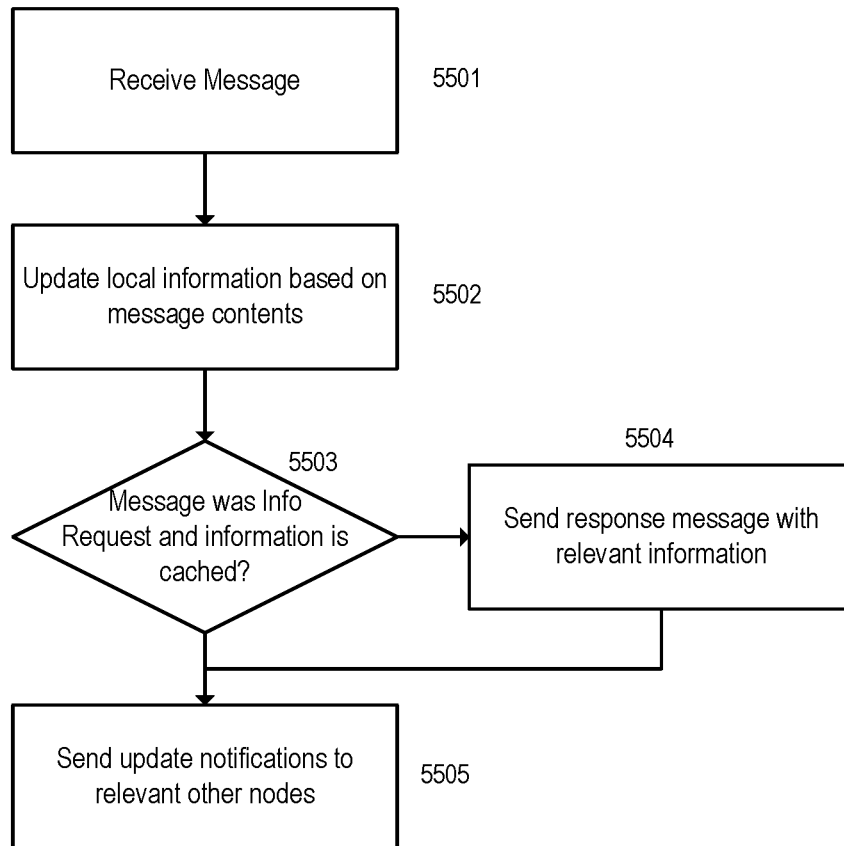 Receive Message
5501
Update local information based on
message contents
5502
5503
Message was Info
Request and information is
cached?
5504
Send response message with
relevant information
Send update notifications to
relevant other nodes
5505